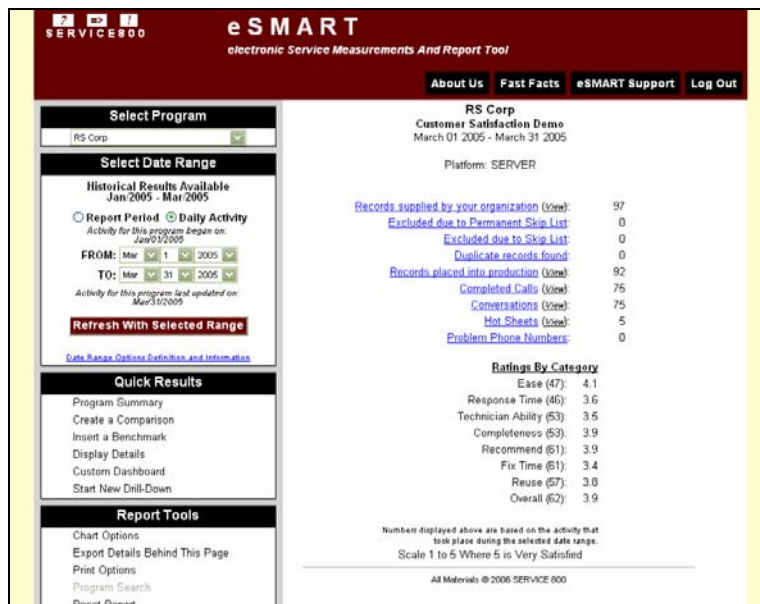 ? => !
SERVICE800
eSMART
electronic Service Measurements And Report Tool
About Us Fast Facts eSMART Support Log Out
Select Program
RS Corp
Select Date Range
Historical Results Available
Jan/2005 - Mar/2005
Report Period Daily Activity
Activity for this program began on:
Jan/01/2005
FROM: Mar 1 2005
TO: Mar 31 2005
Activity for this program last updated on:
Mar/31/2005
Refresh With Selected Range
Date Range Options Definition and Information
Quick Results
Program Summary
Create a Comparison
Insert a Benchmark
Display Details
Custom Dashboard
Start New Drill-Down
Report Tools
Chart Options
Export Details Behind This Page
Print Options
Program Search
Reset Report
RS Corp
Customer Satisfaction Demo
March 01 2005 - March 31 2005
Platform: SERVER
Records supplied by your organization (View): 97
Excluded due to Permanent Skip List: 0
Excluded due to Skip List: 0
Duplicate records found: 0
Records placed into production (View): 92
Completed Calls (View): 75
Conversations (View): 75
Hot Sheets (View): 5
Problem Phone Numbers: 0
Ratings By Category
Ease (47): 4.1
Response Time (46): 3.6
Technician Ability (53): 3.5
Completeness (53): 3.9
Recommend (61): 3.9
Fix Time (61): 3.4
Reuse (57): 3.8
Overall (62): 3.9
Numbers displayed above are based on the activity that
took place during the selected date range.
Scale 1 to 5 Where 5 is Very Satisfied
All Materials © 2006 SERVICE 800